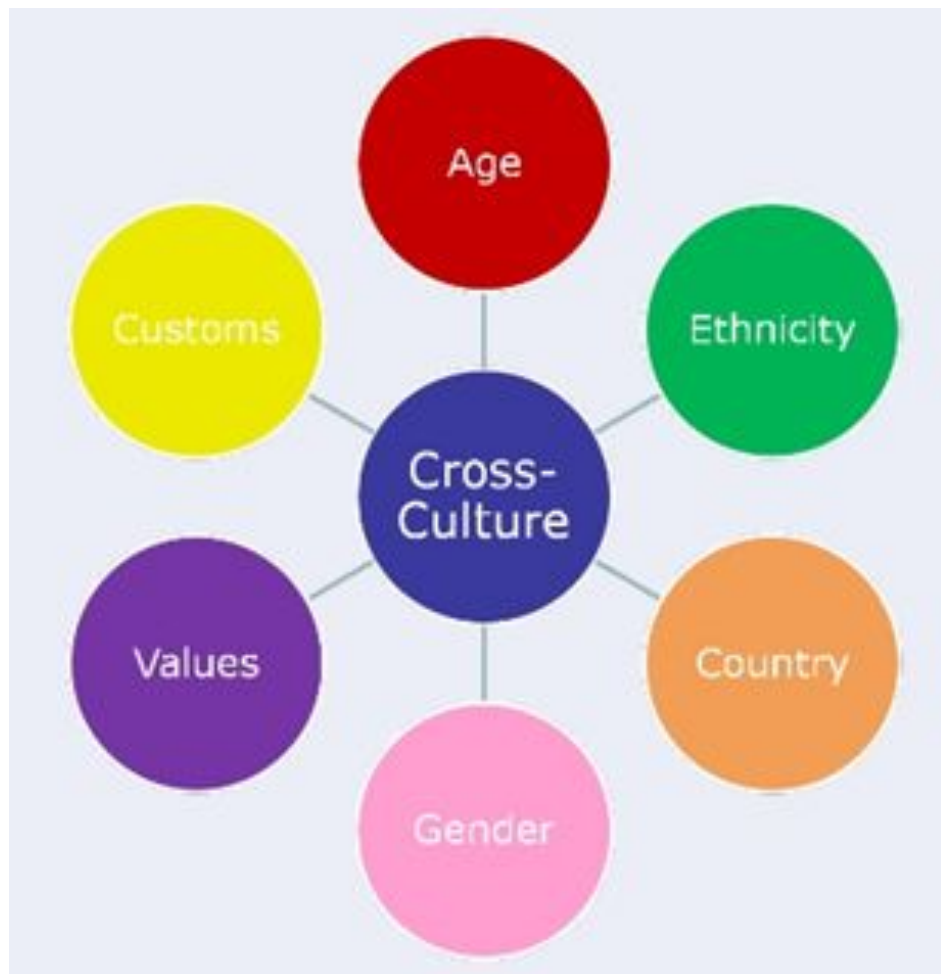 Age
Customs
Ethnicity
Cross-
Culture
Values
Country
Gender